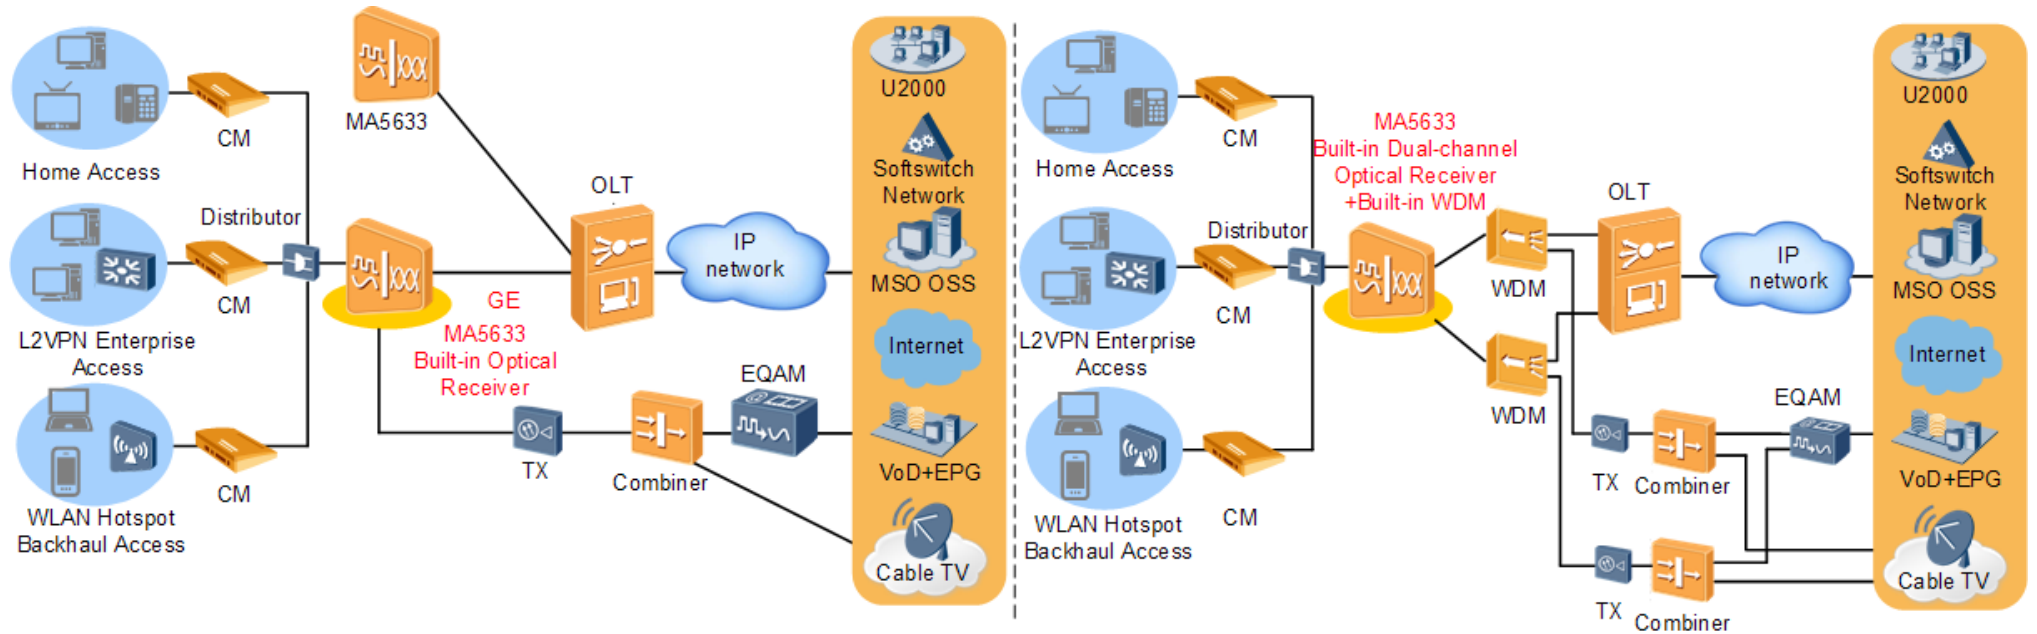 MA5633
CM
Home Access
OLT
Distributor
IP
network
CM
GE
MA5633
Built-in Optical
Receiver
L2VPN Enterprise
Access
EQAM
TX
Combiner
CM
WLAN Hotspot
Backhaul Access
U2000
Softswitch
Network
MSO OSS
Internet
VoD+EPG
Cable TV
CM
Home Access
MA5633
Built-in Dual-channel
Optical Receiver
+Built-in WDM
OLT
Distributor
IP
network
WDM
CM
L2VPN Enterprise
Access
WDM
EQAM
TX
Combiner
CM
WLAN Hotspot
Backhaul Access
TX
Combiner
U2000
Softswitch
Network
MSO OSS
Internet
VoD+EPG
Cable TV